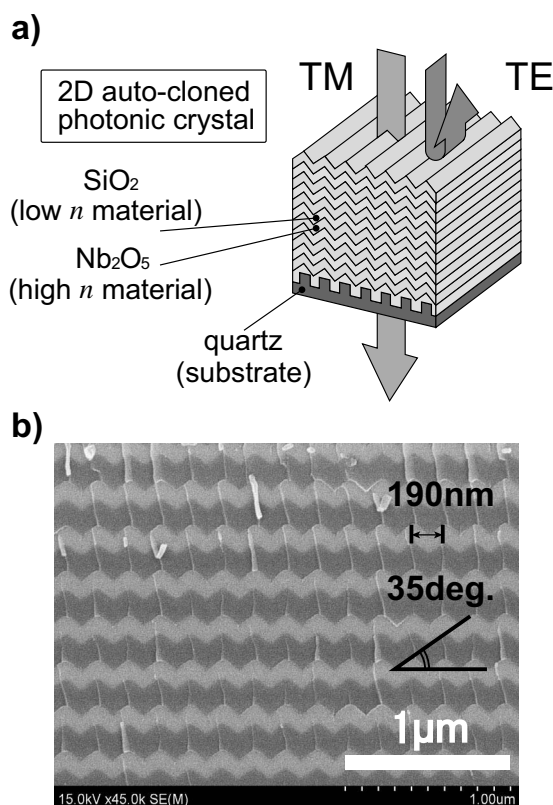 a)
TM
TE
2D auto-cloned
photonic crystal
SiO₂
(low n material)
Nb₂O₅
(high n material)
quartz
(substrate)
b)
190nm
35deg.
1μm
15.0kV x45.0k SE(M)
1.00um